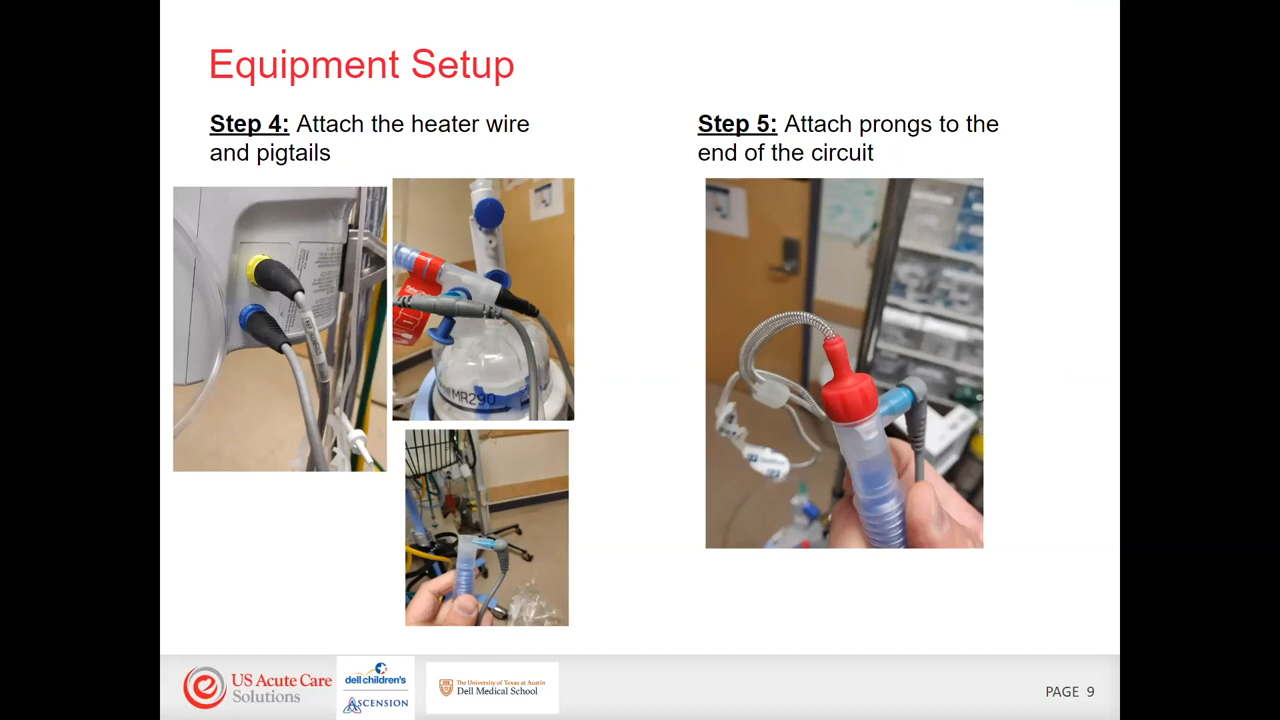 Equipment Setup
Step 4: Attach the heater wire
and pigtails
Step 5: Attach prongs to the
end of the circuit
MR290
US Acute Care
Solutions
dell children's
ASCENSION
The University of Texas at Austin
Dell Medical School
PAGE 9